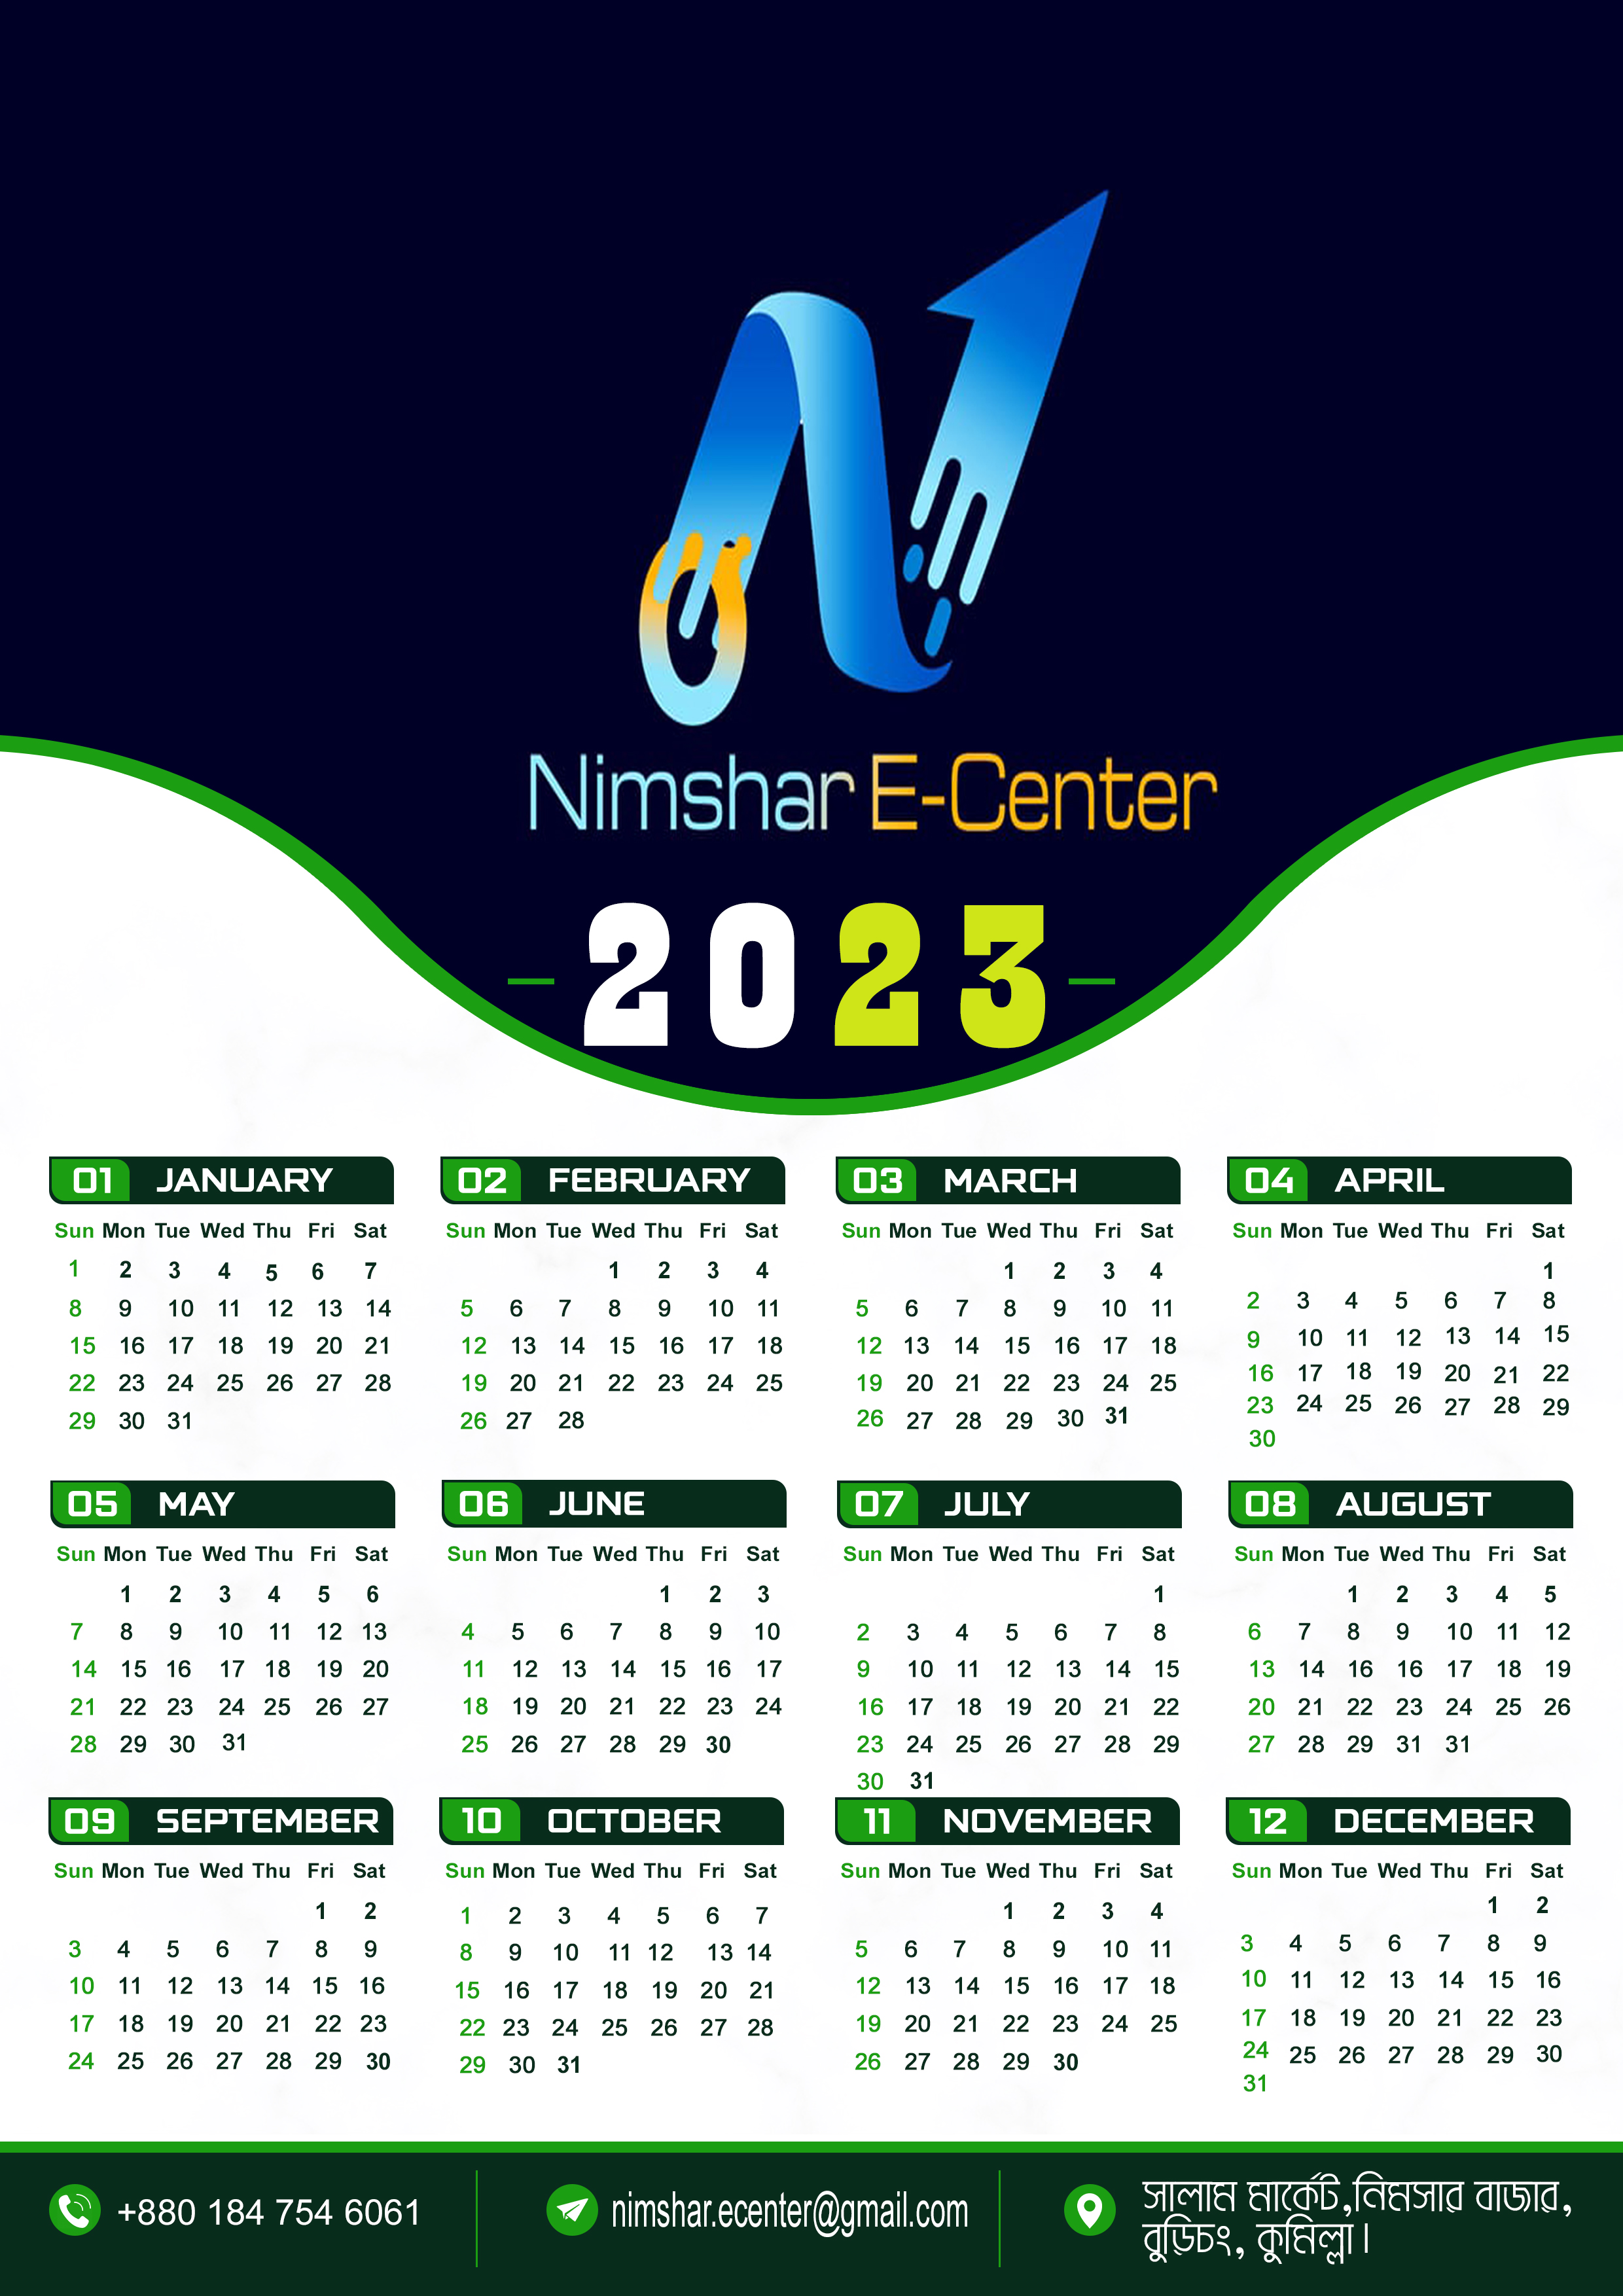 Nimshar E-Center
2023
01 JANUARY
Sun Mon Tue Wed Thu Fri Sat
1 2 3 4 5 6 7
8 9 10 11 12 13 14
15 16 17 18 19 20 21
22 23 24 25 26 27 28
29 30 31
02 FEBRUARY
Sun Mon Tue Wed Thu Fri Sat
1 2 3 4
5 6 7 8 9 10 11
12 13 14 15 16 17 18
19 20 21 22 23 24 25
26 27 28
03 MARCH
Sun Mon Tue Wed Thu Fri Sat
1 2 3 4
5 6 7 8 9 10 11
12 13 14 15 16 17 18
19 20 21 22 23 24 25
26 27 28 29 30 31
04 APRIL
Sun Mon Tue Wed Thu Fri Sat
1
2 3 4 5 6 7 8
9 10 11 12 13 14 15
16 17 18 19 20 21 22
23 24 25 26 27 28 29
30
05 MAY
Sun Mon Tue Wed Thu Fri Sat
1 2 3 4 5 6
7 8 9 10 11 12 13
14 15 16 17 18 19 20
21 22 23 24 25 26 27
28 29 30 31
06 JUNE
Sun Mon Tue Wed Thu Fri Sat
1 2 3
4 5 6 7 8 9 10
11 12 13 14 15 16 17
18 19 20 21 22 23 24
25 26 27 28 29 30
07 JULY
Sun Mon Tue Wed Thu Fri Sat
1
2 3 4 5 6 7 8
9 10 11 12 13 14 15
16 17 18 19 20 21 22
23 24 25 26 27 28 29
30 31
08 AUGUST
Sun Mon Tue Wed Thu Fri Sat
1 2 3 4 5
6 7 8 9 10 11 12
13 14 16 16 17 18 19
20 21 22 23 24 25 26
27 28 29 31 31
09 SEPTEMBER
Sun Mon Tue Wed Thu Fri Sat
1 2
3 4 5 6 7 8 9
10 11 12 13 14 15 16
17 18 19 20 21 22 23
24 25 26 27 28 29 30
10 OCTOBER
Sun Mon Tue Wed Thu Fri Sat
1 2 3 4 5 6 7
8 9 10 11 12 13 14
15 16 17 18 19 20 21
22 23 24 25 26 27 28
29 30 31
11 NOVEMBER
Sun Mon Tue Wed Thu Fri Sat
1 2 3 4
5 6 7 8 9 10 11
12 13 14 15 16 17 18
19 20 21 22 23 24 25
26 27 28 29 30
12 DECEMBER
Sun Mon Tue Wed Thu Fri Sat
1 2
3 4 5 6 7 8 9
10 11 12 13 14 15 16
17 18 19 20 21 22 23
24 25 26 27 28 29 30
31
+880 184 754 6061
nimshar.ecenter@gmail.com
সালাম মার্কেট,নিমসার বাজার,
বুড়িচং, কুমিল্লা।